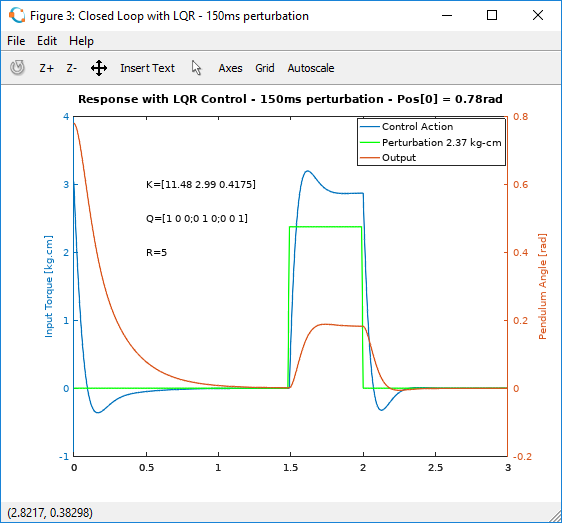 Figure 3: Closed Loop with LQR - 150ms perturbation
File Edit Help
Z+ Z- Insert Text Axes Grid Autoscale
Response with LQR Control - 150ms perturbation - Pos[0] = 0.78rad
Control Action
Perturbation 2.37 kg-cm
Output
K=[11.48 2.99 0.4175]
Q=[1 0 0;0 1 0;0 0 1]
R=5
Input Torque [kg.cm]
4
3
2
1
0
-1
Pendulum Angle [rad]
0.8
0.6
0.4
0.2
0
-0.2
0 0.5 1 1.5 2 2.5 3
(2.8217, 0.38298)